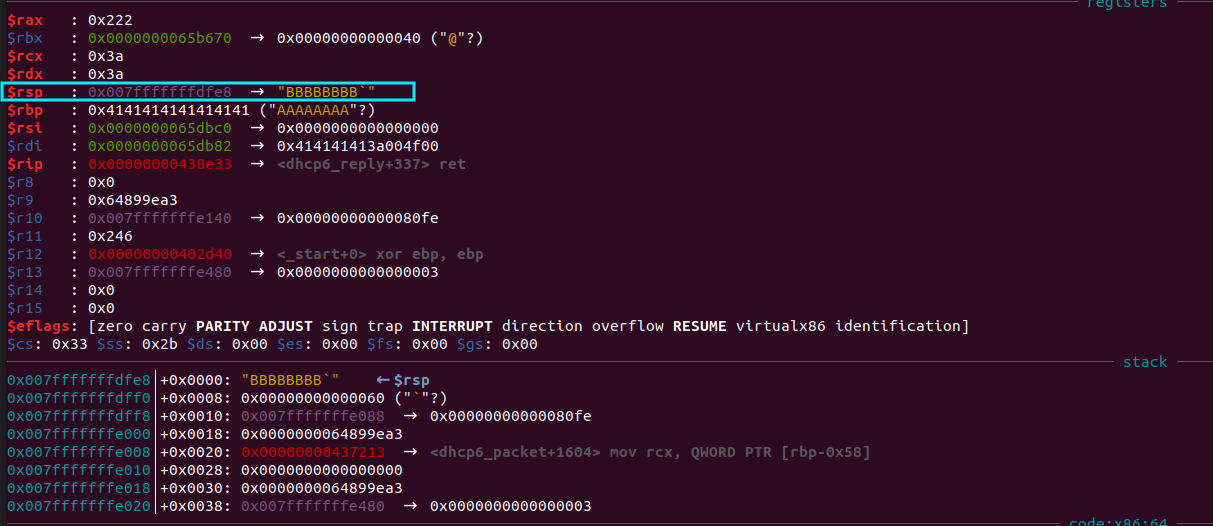 registers
$rax : 0x222
$rbx : 0x0000000065b670 → 0x00000000000040 ("@"?)
$rcx : 0x3a
$rdx : 0x3a
$rsp : 0x007fffffffdfe8 → "BBBBBBBB`"
$rbp : 0x4141414141414141 ("AAAAAAAA"?)
$rsi : 0x0000000065dbc0 → 0x0000000000000000
$rdi : 0x0000000065db82 → 0x414141413a004f00
$rip : 0x00000000438e33 → <dhcp6_reply+337> ret
$r8 : 0x0
$r9 : 0x64899ea3
$r10 : 0x007fffffffe140 → 0x00000000000080fe
$r11 : 0x246
$r12 : 0x00000000402d40 → <_start+0> xor ebp, ebp
$r13 : 0x007fffffffe480 → 0x0000000000000003
$r14 : 0x0
$r15 : 0x0
$eflags: [zero carry PARITY ADJUST sign trap INTERRUPT direction overflow RESUME virtualx86 identification]
$cs: 0x33 $ss: 0x2b $ds: 0x00 $es: 0x00 $fs: 0x00 $gs: 0x00
stack
0x007fffffffdfe8│+0x0000: "BBBBBBBB`" ←$rsp
0x007fffffffdff0│+0x0008: 0x00000000000060 ("`"?)
0x007fffffffdff8│+0x0010: 0x007fffffffe088 → 0x00000000000080fe
0x007fffffffe000│+0x0018: 0x0000000064899ea3
0x007fffffffe008│+0x0020: 0x00000000437213 → <dhcp6_packet+1604> mov rcx, QWORD PTR [rbp-0x58]
0x007fffffffe010│+0x0028: 0x0000000000000000
0x007fffffffe018│+0x0030: 0x0000000064899ea3
0x007fffffffe020│+0x0038: 0x007fffffffe480 → 0x0000000000000003
code:x86:64